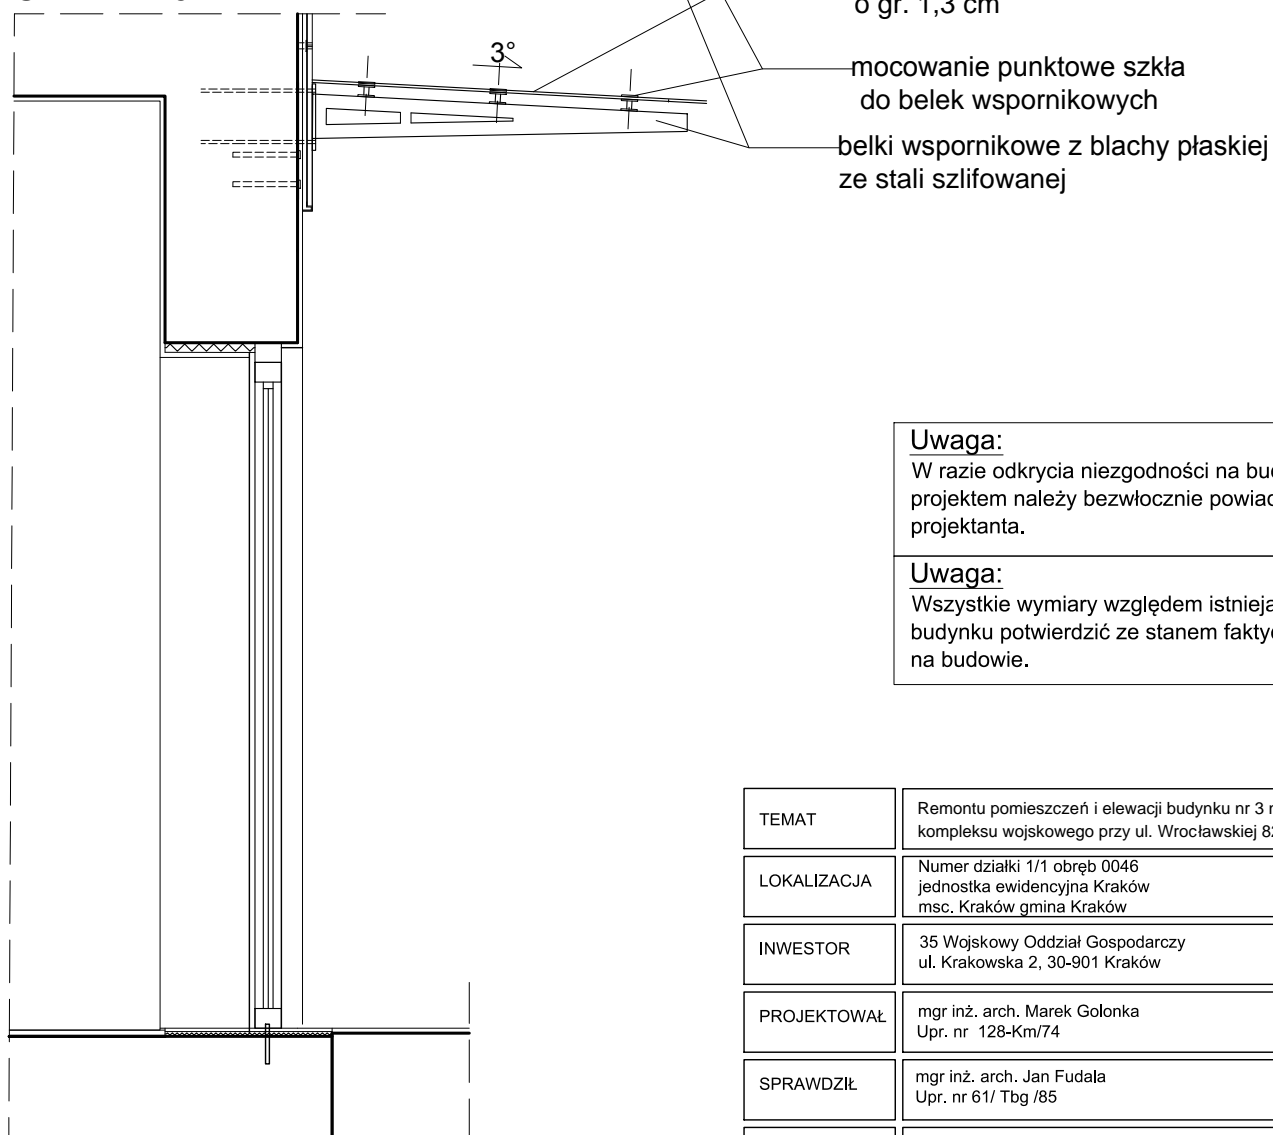 o gr. 1,3 cm
3°
mocowanie punktowe szkła
do belek wspornikowych
belki wspornikowe z blachy płaskiej
ze stali szlifowanej
Uwaga:
W razie odkrycia niezgodności na
projektem należy bezwłocznie
projektanta.
Uwaga:
Wszystkie wymiary względem
budynku potwierdzić ze stanem
na budowie.
TEMAT
Remontu pomieszczeń i elewacji budynku nr 3
kompleksu wojskowego przy ul. Wrocławskiej
LOKALIZACJA
Numer działki 1/1 obręb 0046
jednostka ewidencyjna Kraków
msc. Kraków gmina Kraków
INWESTOR
35 Wojskowy Oddział Gospodarczy
ul. Krakowska 2, 30-901 Kraków
PROJEKTOWAŁ
mgr inż. arch. Marek Golonka
Upr. nr 128-Km/74
SPRAWDZIŁ
mgr inż. arch. Jan Fudala
Upr. nr 61/ Tbg /85